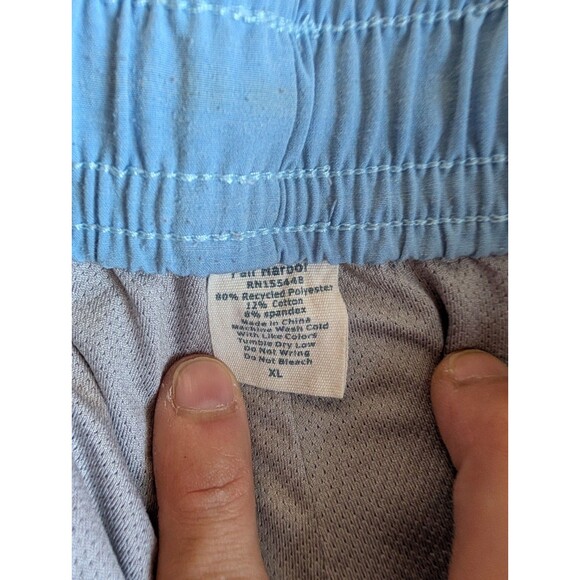 Fair Harbor
RN155448
80% Recycled Polyester
12% Cotton
8% spandex
Made in China
Machine Wash Cold
With Like Colors
Tumble Dry Low
Do Not Wring
Do Not Bleach
XL